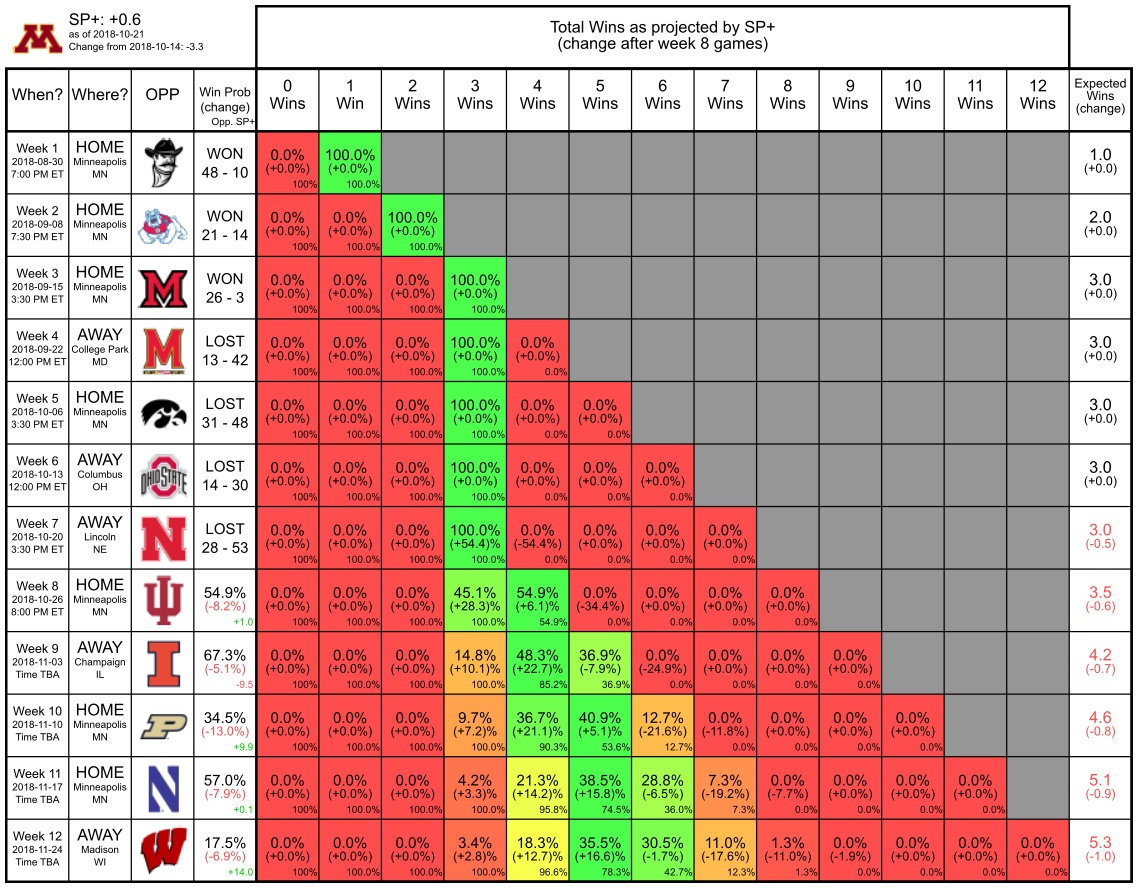 SP+: +0.6
as of 2018-10-21
Change from 2018-10-14: -3.3
Total Wins as projected by SP+
(change after week 8 games)
When? Where? OPP Win Prob (change) Opp. SP+ 0 Wins 1 Win 2 Wins 3 Wins 4 Wins 5 Wins 6 Wins 7 Wins 8 Wins 9 Wins 10 Wins 11 Wins 12 Wins Expected Wins (change)
Week 1 HOME WON 0.0% 100.0% 1.0
2018-08-30 Minneapolis (+0.0%) (+0.0%) (+0.0)
7:00 PM ET MN 48 - 10 100% 100.0%
Week 2 HOME WON 0.0% 0.0% 100.0% 2.0
2018-09-08 Minneapolis (+0.0%) (+0.0%) (+0.0%) (+0.0)
7:30 PM ET MN 21 - 14 100% 100.0% 100.0%
Week 3 HOME M WON 0.0% 0.0% 0.0% 100.0% 3.0
2018-09-15 Minneapolis (+0.0%) (+0.0%) (+0.0%) (+0.0%) (+0.0)
3:30 PM ET MN 26 - 3 100% 100.0% 100.0% 100.0%
Week 4 AWAY M LOST 0.0% 0.0% 0.0% 100.0% 0.0% 3.0
2018-09-22 College Park (+0.0%) (+0.0%) (+0.0%) (+0.0%) (+0.0%) (+0.0)
12:00 PM ET MD 13 - 42 100% 100.0% 100.0% 100.0% 0.0%
Week 5 HOME LOST 0.0% 0.0% 0.0% 100.0% 0.0% 0.0% 3.0
2018-10-06 Minneapolis (+0.0%) (+0.0%) (+0.0%) (+0.0%) (+0.0%) (+0.0%) (+0.0)
3:30 PM ET MN 31 - 48 100% 100.0% 100.0% 100.0% 0.0% 0.0%
Week 6 AWAY OHIO STATE LOST 0.0% 0.0% 0.0% 100.0% 0.0% 0.0% 0.0% 3.0
2018-10-13 Columbus (+0.0%) (+0.0%) (+0.0%) (+0.0%) (+0.0%) (+0.0%) (+0.0%) (+0.0)
12:00 PM ET OH 14 - 30 100% 100.0% 100.0% 100.0% 0.0% 0.0% 0.0%
Week 7 AWAY N LOST 0.0% 0.0% 0.0% 100.0% 0.0% 0.0% 0.0% 0.0% 3.0
2018-10-20 Lincoln (+0.0%) (+0.0%) (+0.0%) (+54.4%) (-54.4%) (+0.0%) (+0.0%) (+0.0%) (-0.5)
3:30 PM ET NE 28 - 53 100% 100.0% 100.0% 100.0% 0.0% 0.0% 0.0% 0.0%
Week 8 HOME 54.9% 0.0% 0.0% 0.0% 45.1% 54.9% 0.0% 0.0% 0.0% 0.0% 3.5
2018-10-26 Minneapolis (-8.2%) (+0.0%) (+0.0%) (+0.0%) (+28.3%) (+6.1%) (-34.4%) (+0.0%) (+0.0%) (+0.0%) (-0.6)
8:00 PM ET MN +1.0 100% 100.0% 100.0% 100.0% 54.9% 0.0% 0.0% 0.0% 0.0%
Week 9 AWAY I 67.3% 0.0% 0.0% 0.0% 14.8% 48.3% 36.9% 0.0% 0.0% 0.0% 0.0% 4.2
2018-11-03 Champaign (-5.1%) (+0.0%) (+0.0%) (+0.0%) (+10.1%) (+22.7%) (-7.9%) (-24.9%) (+0.0%) (+0.0%) (+0.0%) (-0.7)
Time TBA IL -9.5 100% 100.0% 100.0% 100.0% 85.2% 36.9% 0.0% 0.0% 0.0% 0.0%
Week 10 HOME P 34.5% 0.0% 0.0% 0.0% 9.7% 36.7% 40.9% 12.7% 0.0% 0.0% 0.0% 0.0% 4.6
2018-11-10 Minneapolis (-13.0%) (+0.0%) (+0.0%) (+0.0%) (+7.2%) (+21.1%) (+5.1%) (-21.6%) (-11.8%) (+0.0%) (+0.0%) (+0.0%) (-0.8)
Time TBA MN +9.9 100% 100.0% 100.0% 100.0% 90.3% 53.6% 12.7% 0.0% 0.0% 0.0% 0.0%
Week 11 HOME N 57.0% 0.0% 0.0% 0.0% 4.2% 21.3% 38.5% 28.8% 7.3% 0.0% 0.0% 0.0% 0.0% 5.1
2018-11-17 Minneapolis (-7.9%) (+0.0%) (+0.0%) (+0.0%) (+3.3%) (+14.2%) (+15.8%) (-6.5%) (-19.2%) (-7.7%) (+0.0%) (+0.0%) (+0.0%) (-0.9)
Time TBA MN +0.1 100% 100.0% 100.0% 100.0% 95.8% 74.5% 36.0% 7.3% 0.0% 0.0% 0.0% 0.0%
Week 12 AWAY W 17.5% 0.0% 0.0% 0.0% 3.4% 18.3% 35.5% 30.5% 11.0% 1.3% 0.0% 0.0% 0.0% 0.0% 5.3
2018-11-24 Madison (-6.9%) (+0.0%) (+0.0%) (+0.0%) (+2.8%) (+12.7%) (+16.6%) (-1.7%) (-17.6%) (-11.0%) (-1.9%) (+0.0%) (+0.0%) (+0.0%) (-1.0)
Time TBA WI +14.0 100% 100.0% 100.0% 100.0% 96.6% 78.3% 42.7% 12.3% 1.3% 0.0% 0.0% 0.0% 0.0%